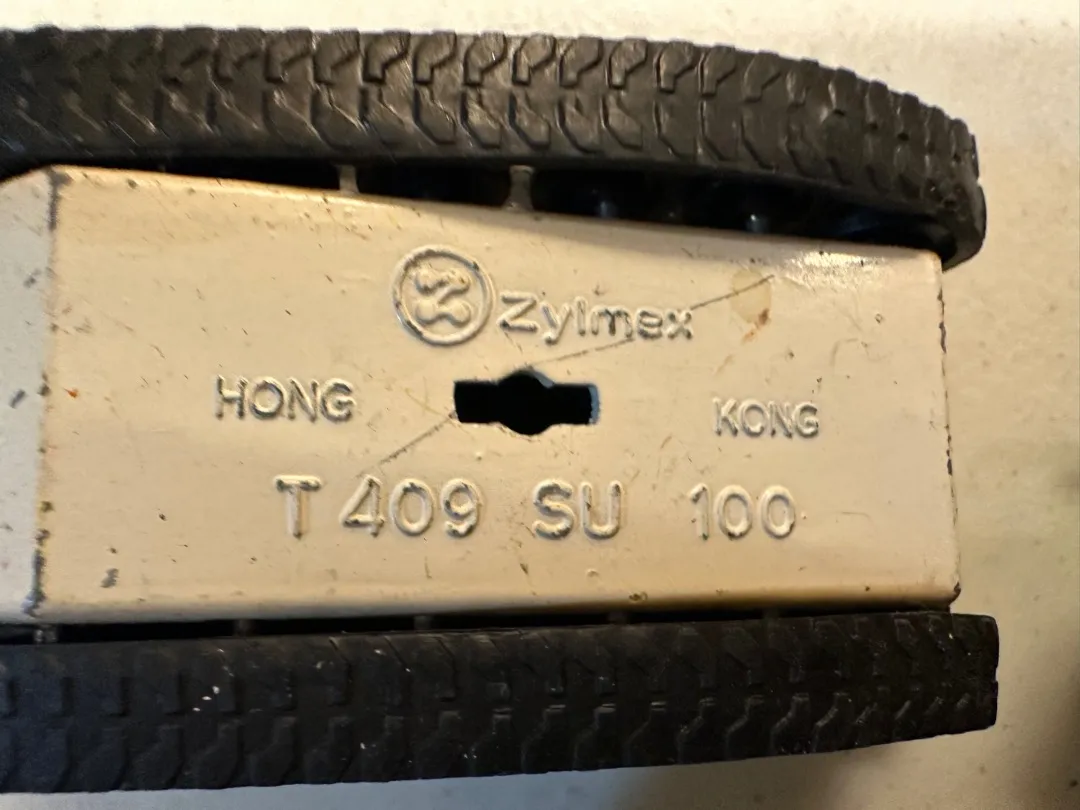 Zylmex
HONG KONG
T 409 SU 100